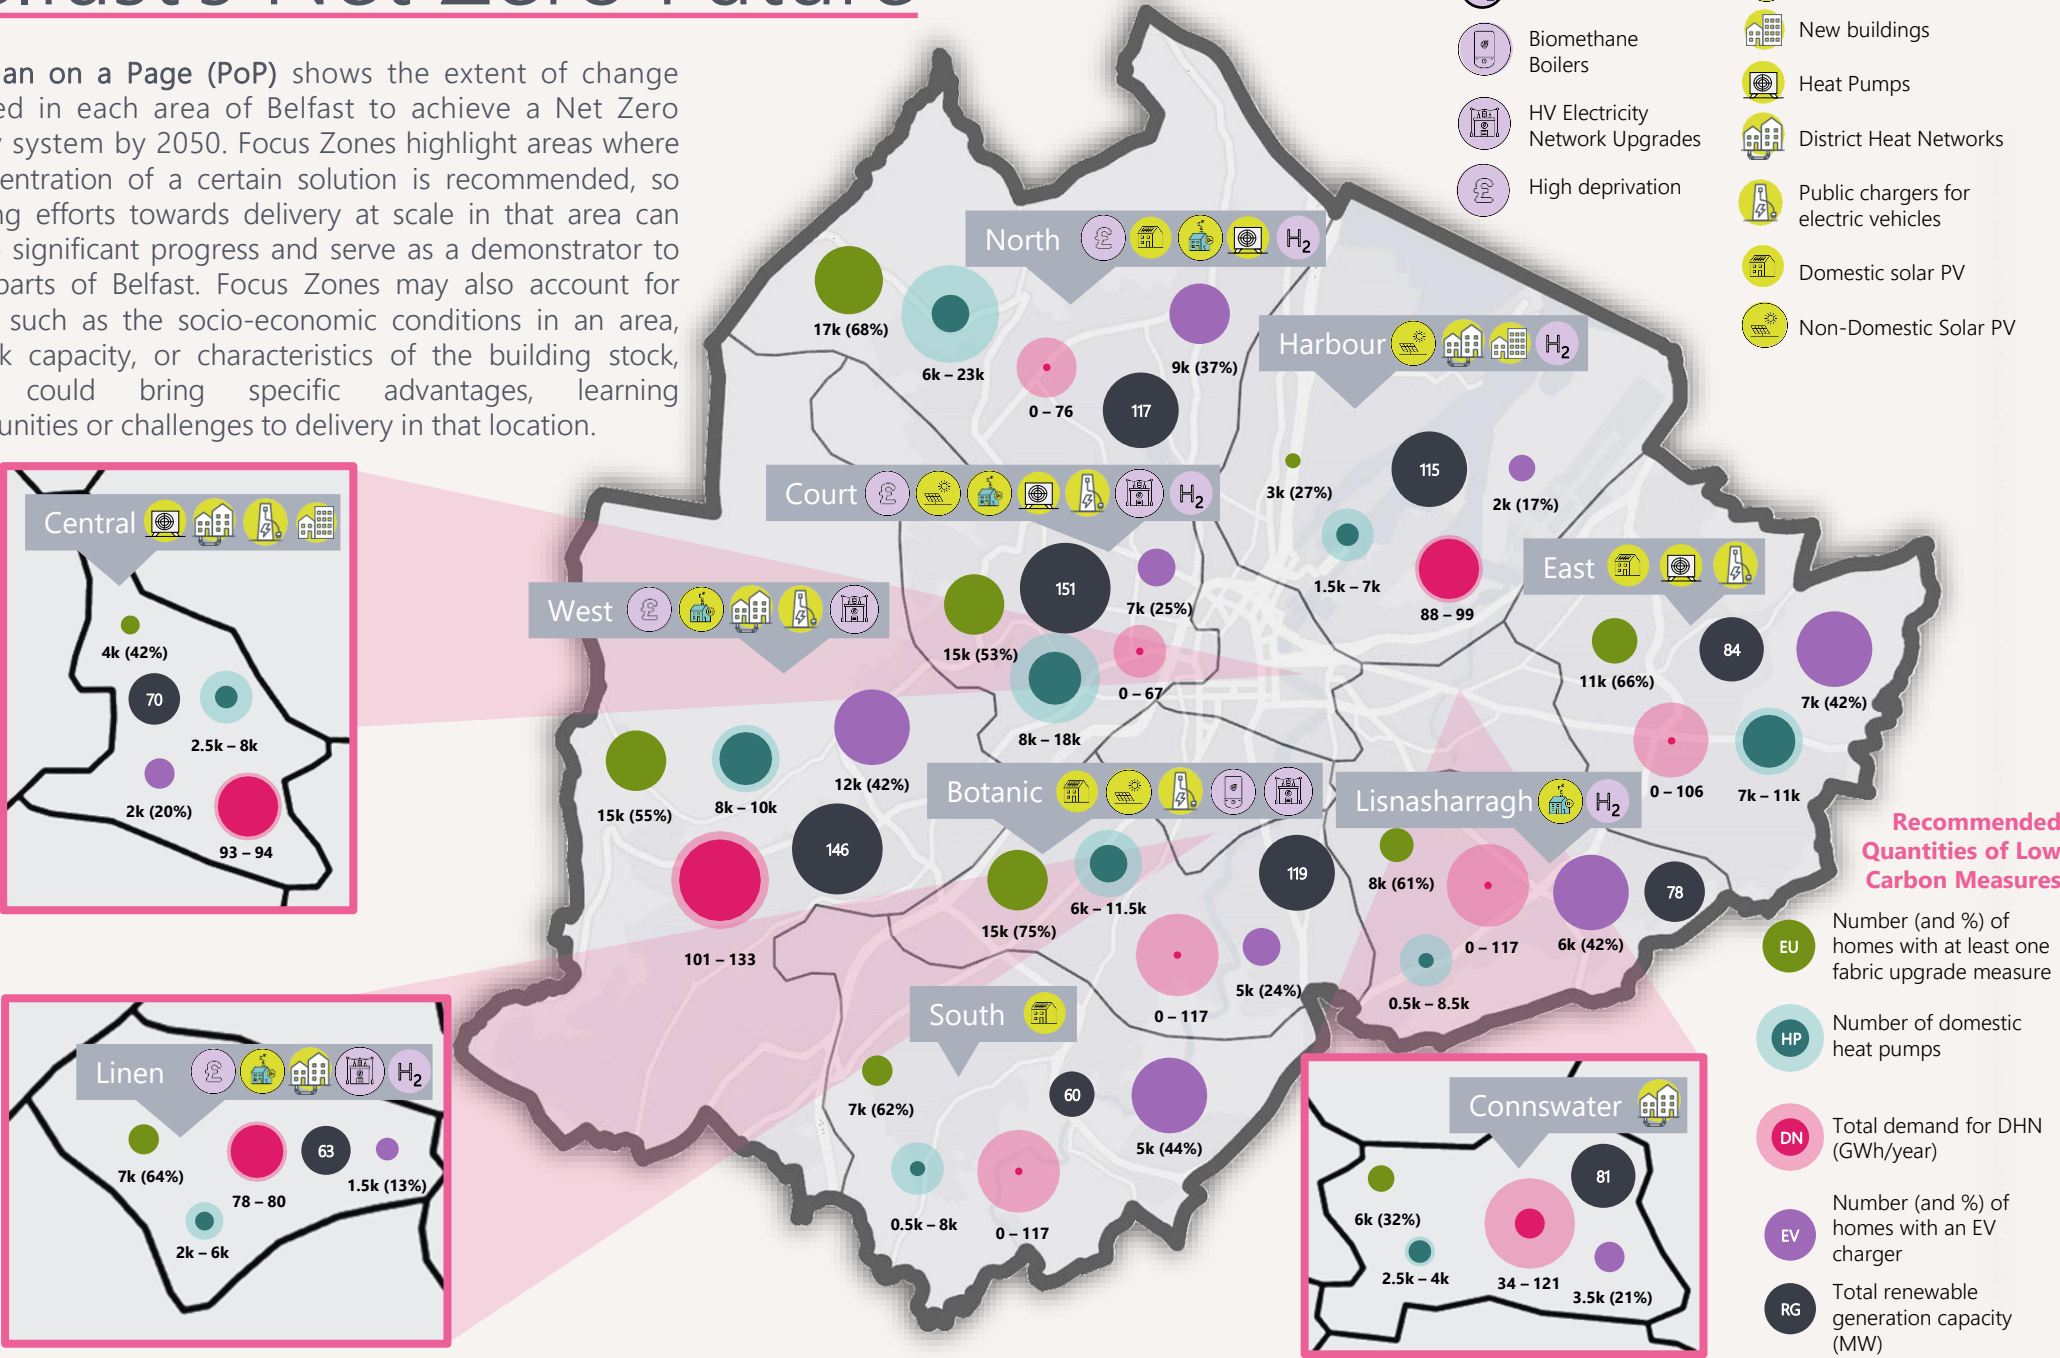 Net Zero Future
an on a Page (PoP) shows the extent of change
ed in each area of Belfast to achieve a Net Zero
system by 2050. Focus Zones highlight areas where
entration of a certain solution is recommended, so
ng efforts towards delivery at scale in that area can
significant progress and serve as a demonstrator to
parts of Belfast. Focus Zones may also account for
such as the socio-economic conditions in an area,
k capacity, or characteristics of the building stock,
could bring specific advantages, learning
unities or challenges to delivery in that location.
Biomethane
Boilers
HV Electricity
Network Upgrades
£
High deprivation
New buildings
Heat Pumps
District Heat Networks
Public chargers for
electric vehicles
Domestic solar PV
Non-Domestic Solar PV
North £ H2
17k (68%)
6k – 23k
0 – 76
117
9k (37%)
Harbour H2
3k (27%)
115
2k (17%)
1.5k – 7k
88 – 99
Court £ H2
151
15k (53%)
7k (25%)
8k – 18k
0 – 67
Central
4k (42%)
70
2.5k – 8k
2k (20%)
93 – 94
West £
15k (55%)
8k – 10k
12k (42%)
146
101 – 133
East
11k (66%)
84
7k (42%)
0 – 106
7k – 11k
Botanic
15k (75%)
6k – 11.5k
119
0 – 117
5k (24%)
Lisnasharragh H2
8k (61%)
0 – 117
6k (42%)
78
0.5k – 8.5k
South
7k (62%)
60
5k (44%)
0.5k – 8k
0 – 117
Linen £ H2
7k (64%)
78 – 80
63
1.5k (13%)
2k – 6k
Connswater
6k (32%)
81
2.5k – 4k
34 – 121
3.5k (21%)
Recommended
Quantities of Low
Carbon Measures
EU
Number (and %) of
homes with at least one
fabric upgrade measure
HP
Number of domestic
heat pumps
DN
Total demand for DHN
(GWh/year)
EV
Number (and %) of
homes with an EV
charger
RG
Total renewable
generation capacity
(MW)